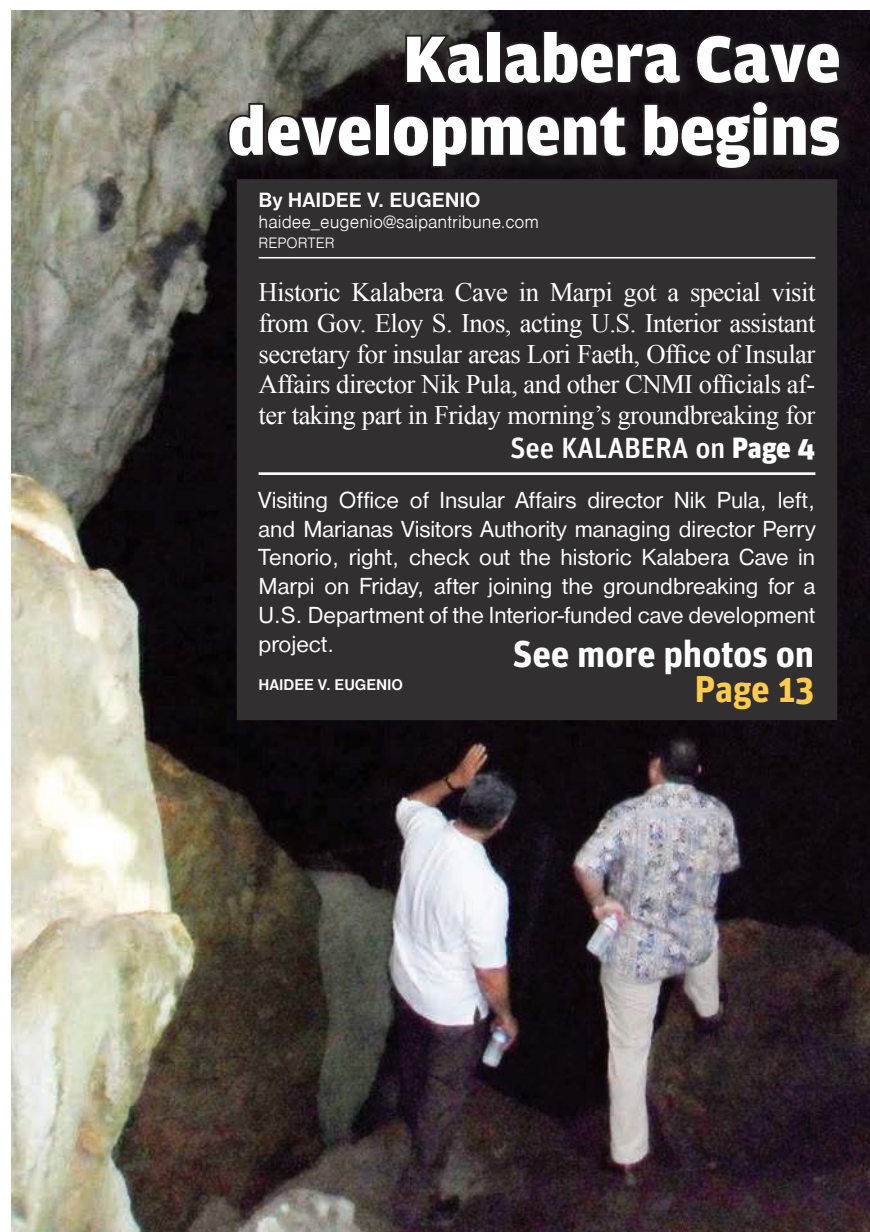 Kalabera Cave
development begins
By HAIDEE V. EUGENIO
haidee_eugenio@saipantribune.com
REPORTER
Historic Kalabera Cave in Marpi got a special visit
from Gov. Eloy S. Inos, acting U.S. Interior assistant
secretary for insular areas Lori Faeth, Office of Insular
Affairs director Nik Pula, and other CNMI officials af-
ter taking part in Friday morning’s groundbreaking for
See KALABERA on Page 4
Visiting Office of Insular Affairs director Nik Pula, left,
and Marianas Visitors Authority managing director Perry
Tenorio, right, check out the historic Kalabera Cave in
Marpi on Friday, after joining the groundbreaking for a
U.S. Department of the Interior-funded cave development
project.
See more photos on
Page 13
HAIDEE V. EUGENIO